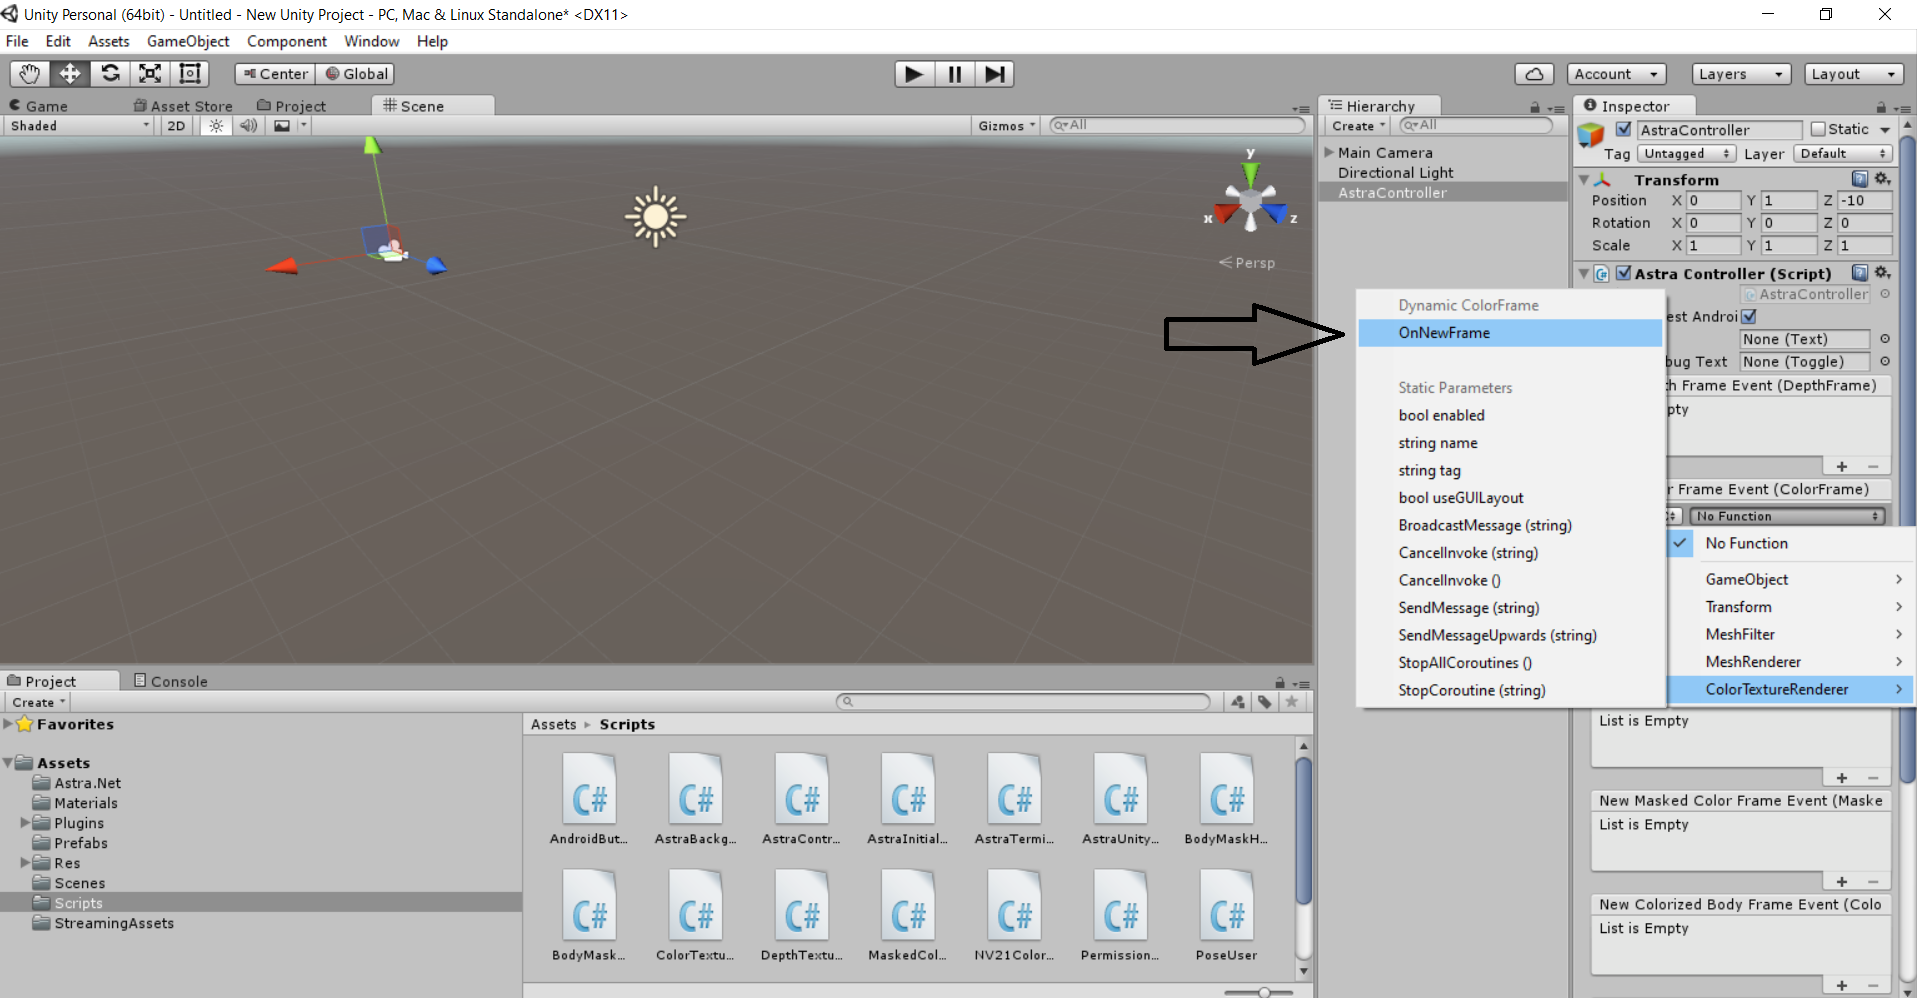 Unity Personal (64bit) - Untitled - New Unity Project - PC, Mac & Linux Standalone* <DX11>
File Edit Assets GameObject Component Window Help
Center Global Account Layers Layout
Game Asset Store Project Scene
Shaded 2D Gizmos All
y
x z
Persp
Hierarchy
Create All
Main Camera
Directional Light
AstraController
Inspector
AstraController Static
Tag Untagged Layer Default
Transform
Position X 0 Y 1 Z -10
Rotation X 0 Y 0 Z 0
Scale X 1 Y 1 Z 1
Astra Controller (Script)
AstraController
est Androi
None (Text)
bug Text None (Toggle)
th Frame Event (DepthFrame)
pty
r Frame Event (ColorFrame)
No Function
Dynamic ColorFrame
OnNewFrame
Static Parameters
bool enabled
string name
string tag
bool useGUILayout
BroadcastMessage (string)
CancelInvoke (string)
CancelInvoke ()
SendMessage (string)
SendMessageUpwards (string)
StopAllCoroutines ()
StopCoroutine (string)
No Function
GameObject
Transform
MeshFilter
MeshRenderer
ColorTextureRenderer
List is Empty
New Masked Color Frame Event (Maske
List is Empty
New Colorized Body Frame Event (Colo
List is Empty
Project Console
Create
Favorites
Assets
Astra.Net
Materials
Plugins
Prefabs
Res
Scenes
Scripts
StreamingAssets
Assets Scripts
C# C# C# C# C# C# C#
AndroidBut... AstraBackg... AstraContr... AstraInitial... AstraTermi... AstraUnity... BodyMaskH...
C# C# C# C# C# C# C#
BodyMask... ColorTextu... DepthTextu... MaskedCol... NV21Color... Permission... PoseUser